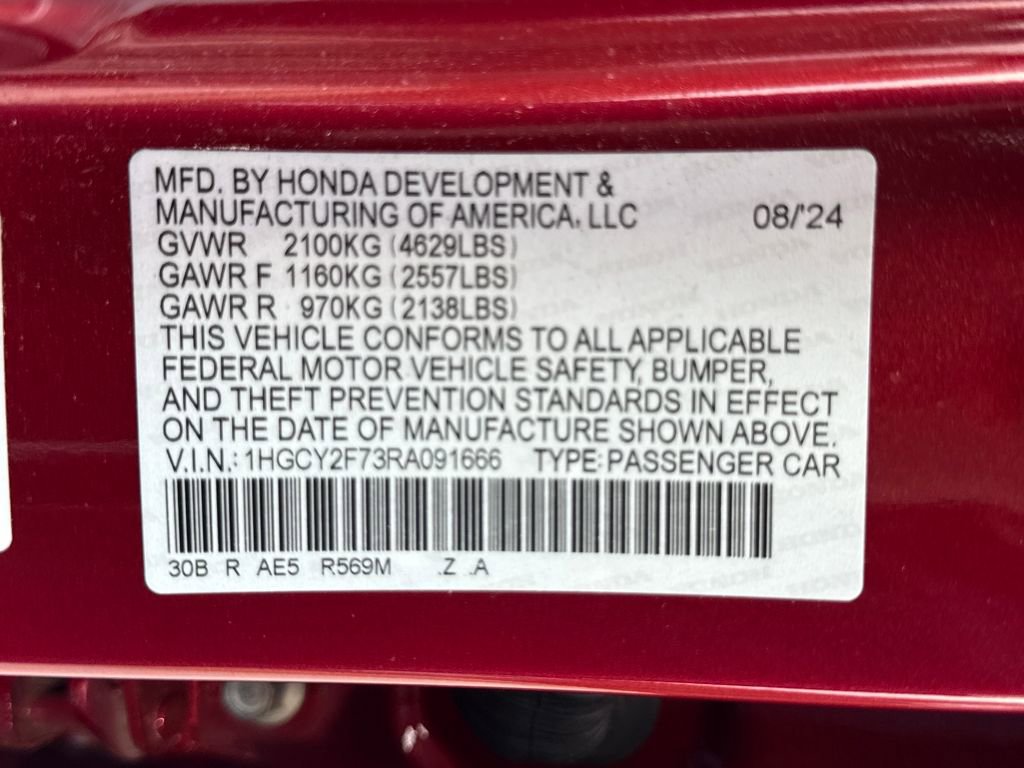 MFD. BY HONDA DEVELOPMENT &
MANUFACTURING OF AMERICA, LLC 08/'24
GVWR 2100KG (4629LBS)
GAWR F 1160KG (2557LBS)
GAWR R 970KG (2138LBS)
THIS VEHICLE CONFORMS TO ALL APPLICABLE
FEDERAL MOTOR VEHICLE SAFETY, BUMPER,
AND THEFT PREVENTION STANDARDS IN EFFECT
ON THE DATE OF MANUFACTURE SHOWN ABOVE.
V.I.N.: 1HGCY2F73RA091666 TYPE: PASSENGER CAR
30B R AE5 R569M .Z .A